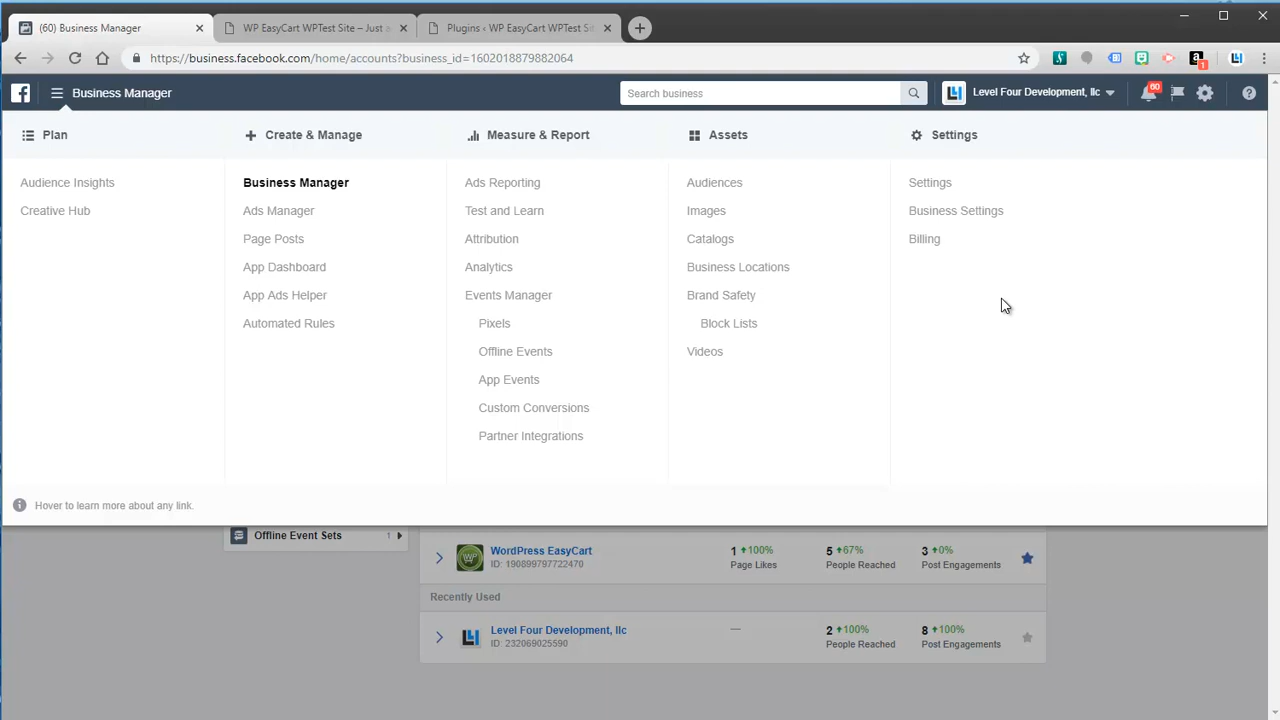 (60) Business Manager
WP EasyCart WPTest Site – Just a
Plugins ‹ WP EasyCart WPTest Sit
https://business.facebook.com/home/accounts?business_id=1602018879882064
1
Business Manager
Search business
Level Four Development, llc
60
Plan
Create & Manage
Measure & Report
Assets
Settings
Audience Insights
Creative Hub
Business Manager
Ads Manager
Page Posts
App Dashboard
App Ads Helper
Automated Rules
Ads Reporting
Test and Learn
Attribution
Analytics
Events Manager
Pixels
Offline Events
App Events
Custom Conversions
Partner Integrations
Audiences
Images
Catalogs
Business Locations
Brand Safety
Block Lists
Videos
Settings
Business Settings
Billing
Hover to learn more about any link.
Offline Event Sets 1
WordPress EasyCart
ID: 190899797722470
1 100%
Page Likes
5 67%
People Reached
3 0%
Post Engagements
Recently Used
Level Four Development, llc
ID: 232069025590
—
2 100%
People Reached
8 100%
Post Engagements